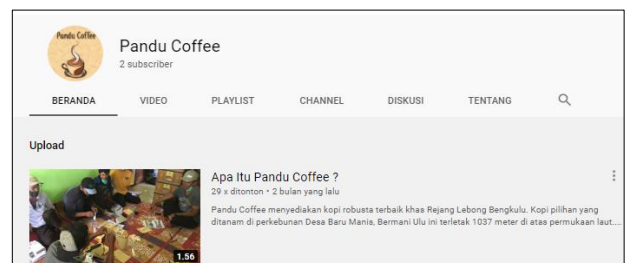 Pandu Coffee
Pandu Coffee
2 subscriber
BERANDA VIDEO PLAYLIST CHANNEL DISKUSI TENTANG
Upload
Apa Itu Pandu Coffee ?
29 x ditonton • 2 bulan yang lalu
Pandu Coffee menyediakan kopi robusta terbaik khas Rejang Lebong Bengkulu. Kopi pilihan yang
ditanam di perkebunan Desa Baru Manis, Bermani Ulu ini terletak 1037 meter di atas permukaan laut....
1.56